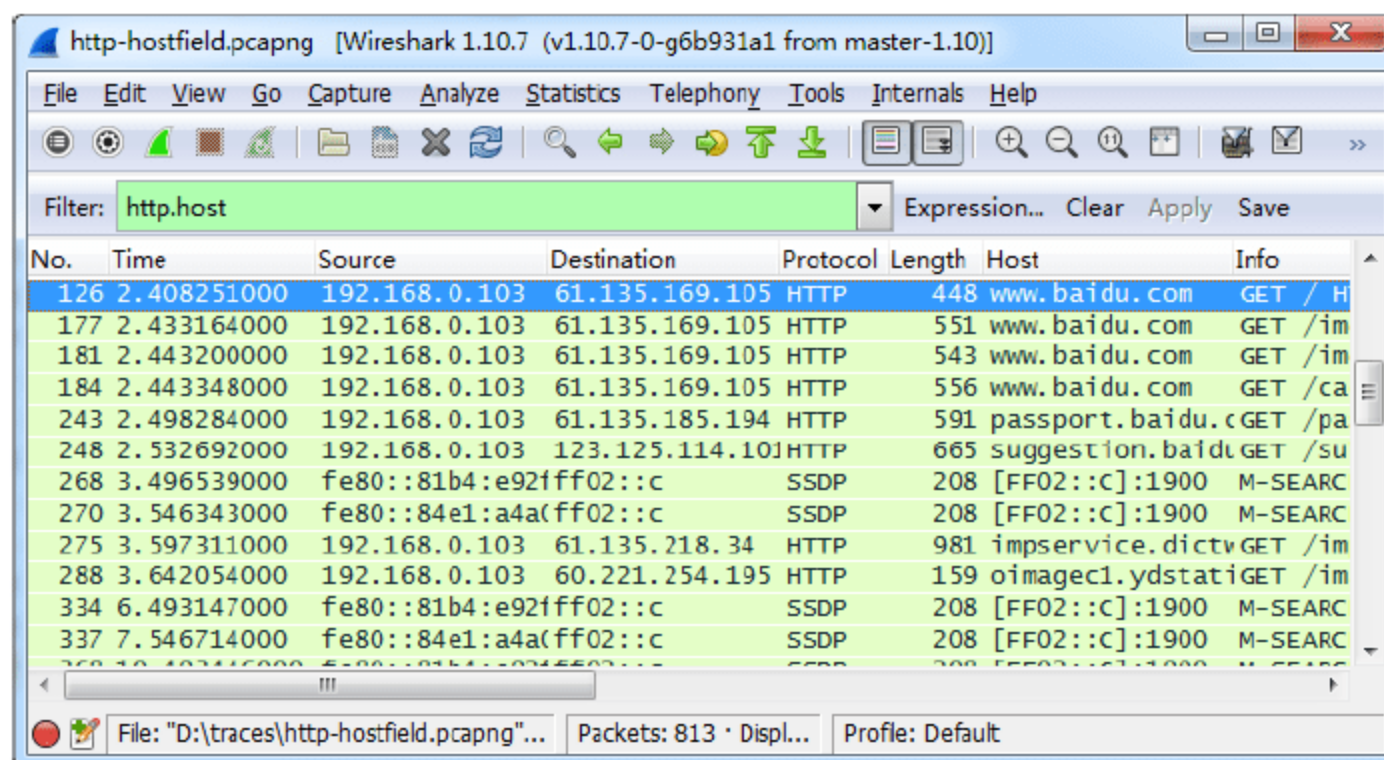 http-hostfield.pcapng [Wireshark 1.10.7 (v1.10.7-0-g6b931a1 from master-1.10)]
File Edit View Go Capture Analyze Statistics Telephony Tools Internals Help
Filter: http.host Expression... Clear Apply Save
No. Time Source Destination Protocol Length Host Info
126 2.408251000 192.168.0.103 61.135.169.105 HTTP 448 www.baidu.com GET / H
177 2.433164000 192.168.0.103 61.135.169.105 HTTP 551 www.baidu.com GET /im
181 2.443200000 192.168.0.103 61.135.169.105 HTTP 543 www.baidu.com GET /im
184 2.443348000 192.168.0.103 61.135.169.105 HTTP 556 www.baidu.com GET /ca
243 2.498284000 192.168.0.103 61.135.185.194 HTTP 591 passport.baidu.c GET /pa
248 2.532692000 192.168.0.103 123.125.114.101 HTTP 665 suggestion.baidu GET /su
268 3.496539000 fe80::81b4:e92f ff02::c SSDP 208 [FF02::C]:1900 M-SEARC
270 3.546343000 fe80::84e1:a4a( ff02::c SSDP 208 [FF02::C]:1900 M-SEARC
275 3.597311000 192.168.0.103 61.135.218.34 HTTP 981 impservice.dictw GET /im
288 3.642054000 192.168.0.103 60.221.254.195 HTTP 159 oimagec1.ydstati GET /im
334 6.493147000 fe80::81b4:e92f ff02::c SSDP 208 [FF02::C]:1900 M-SEARC
337 7.546714000 fe80::84e1:a4a( ff02::c SSDP 208 [FF02::C]:1900 M-SEARC
File: "D:\traces\http-hostfield.pcapng"... Packets: 813 · Displ... Profile: Default